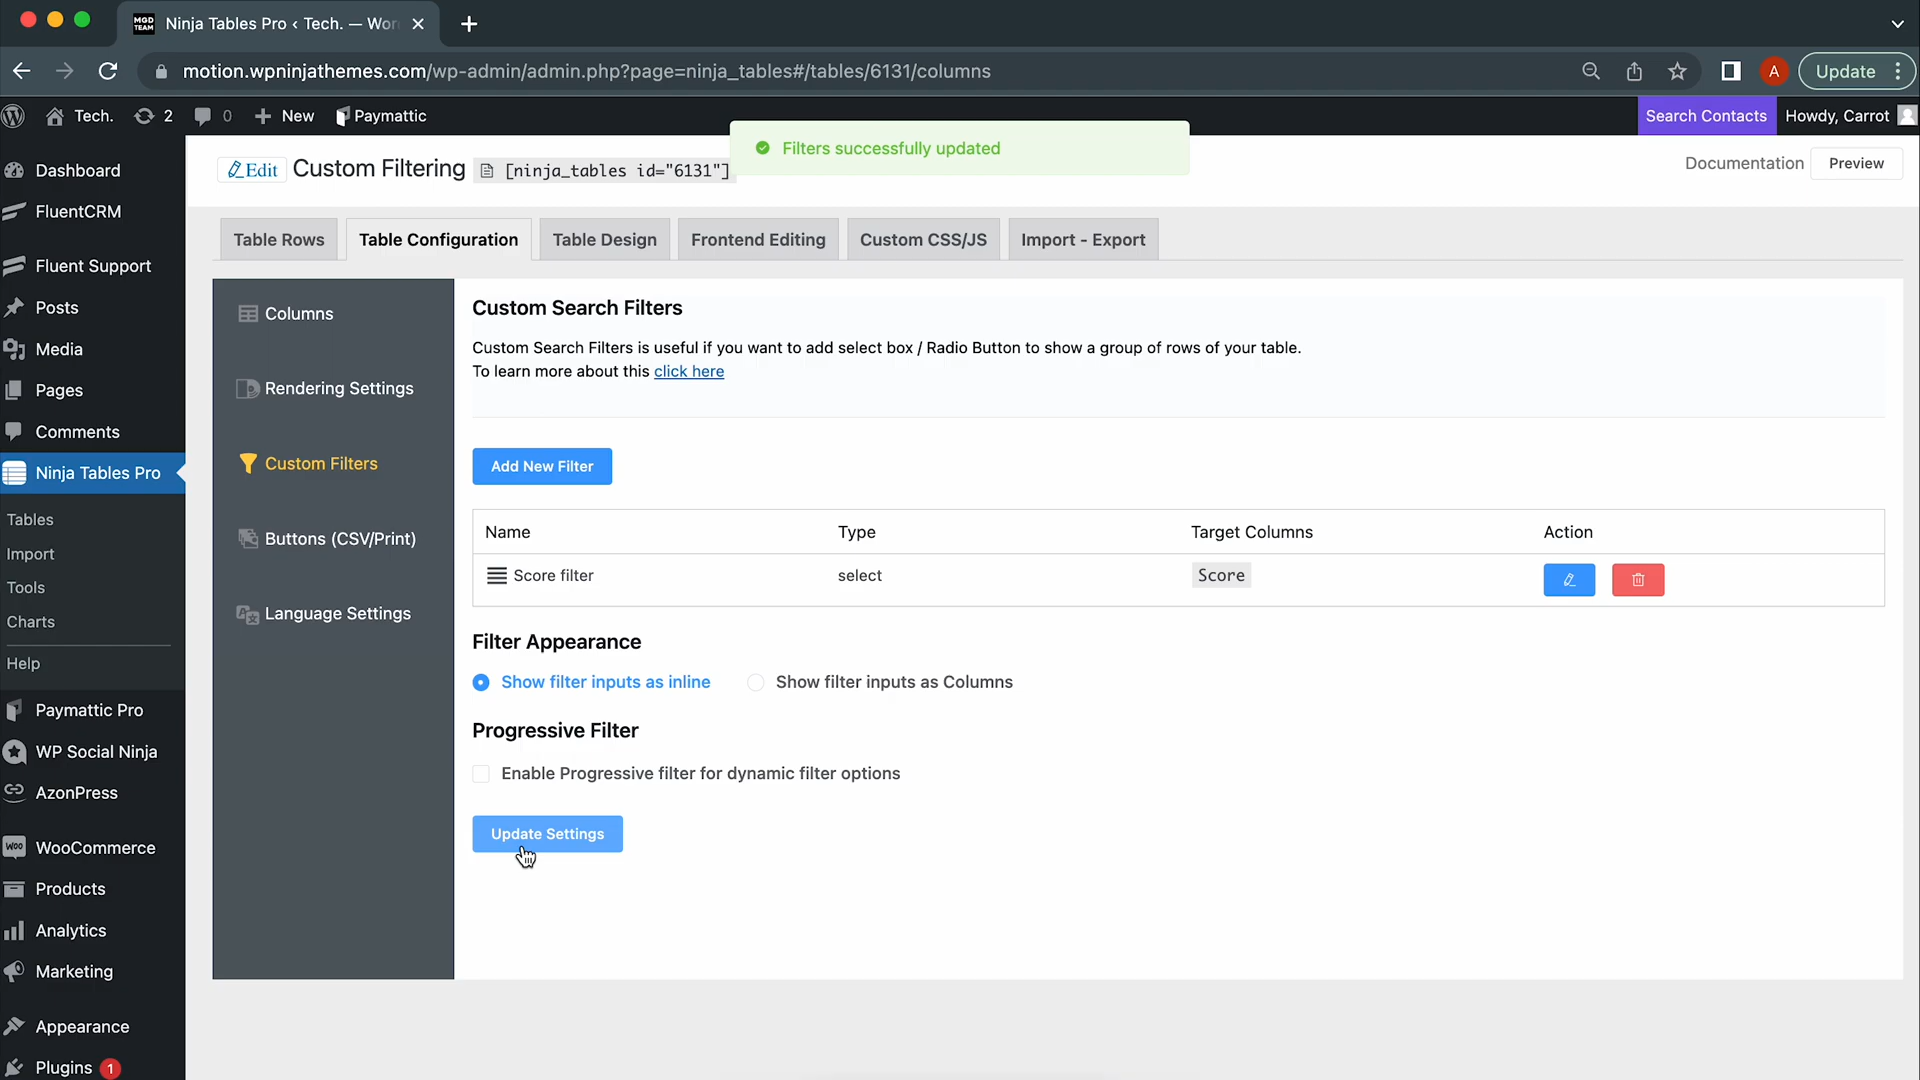 MGD TEAM
Ninja Tables Pro ‹ Tech. — Wor
motion.wpninjathemes.com/wp-admin/admin.php?page=ninja_tables#/tables/6131/columns
A
Update
Tech.
2
0
New
Paymattic
Search Contacts
Howdy, Carrot
Filters successfully updated
Edit
Custom Filtering
[ninja_tables id="6131"]
Documentation
Preview
Dashboard
FluentCRM
Fluent Support
Posts
Media
Pages
Comments
Ninja Tables Pro
Tables
Import
Tools
Charts
Help
Paymattic Pro
WP Social Ninja
AzonPress
WooCommerce
Products
Analytics
Marketing
Appearance
Plugins 1
Table Rows
Table Configuration
Table Design
Frontend Editing
Custom CSS/JS
Import - Export
Columns
Rendering Settings
Custom Filters
Buttons (CSV/Print)
Language Settings
Custom Search Filters
Custom Search Filters is useful if you want to add select box / Radio Button to show a group of rows of your table.
To learn more about this click here
Add New Filter
Name Type Target Columns Action
Score filter select Score
Filter Appearance
Show filter inputs as inline Show filter inputs as Columns
Progressive Filter
Enable Progressive filter for dynamic filter options
Update Settings